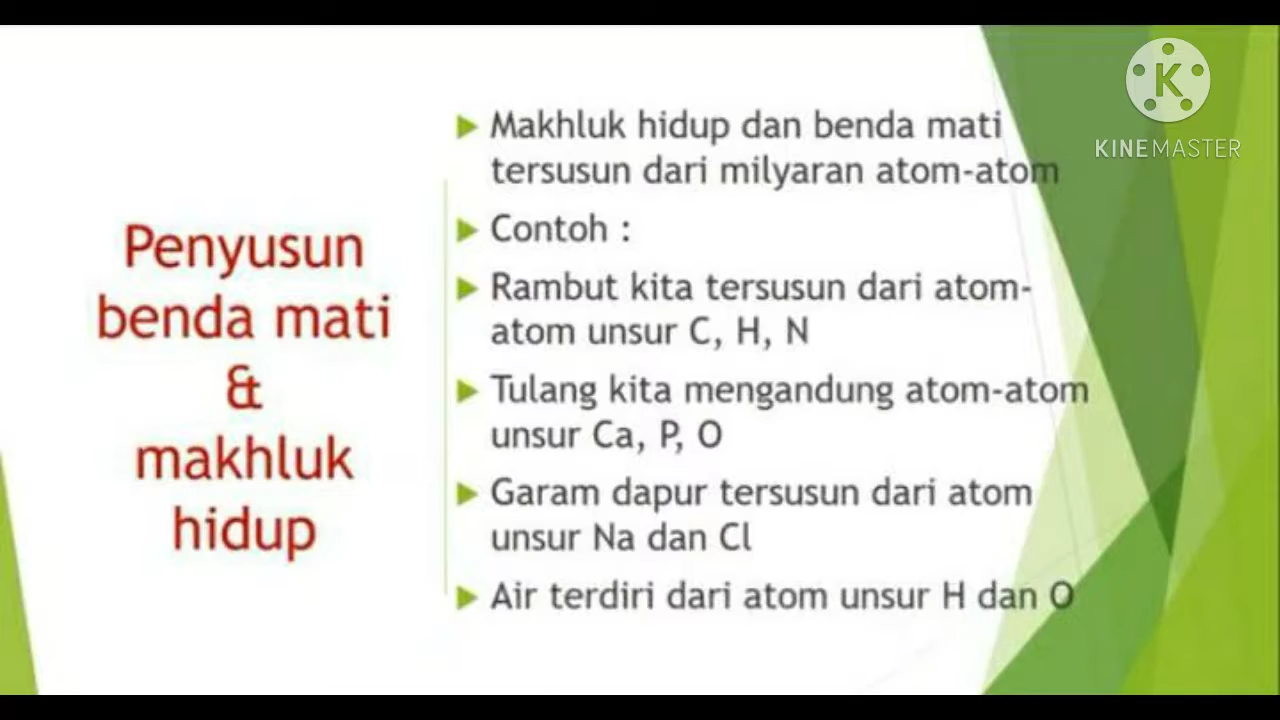 Penyusun
benda mati
&
makhluk
hidup
Makhluk hidup dan benda mati
tersusun dari milyaran atom-atom
Contoh :
Rambut kita tersusun dari atom-
atom unsur C, H, N
Tulang kita mengandung atom-atom
unsur Ca, P, O
Garam dapur tersusun dari atom
unsur Na dan Cl
Air terdiri dari atom unsur H dan O
K
KINEMASTER